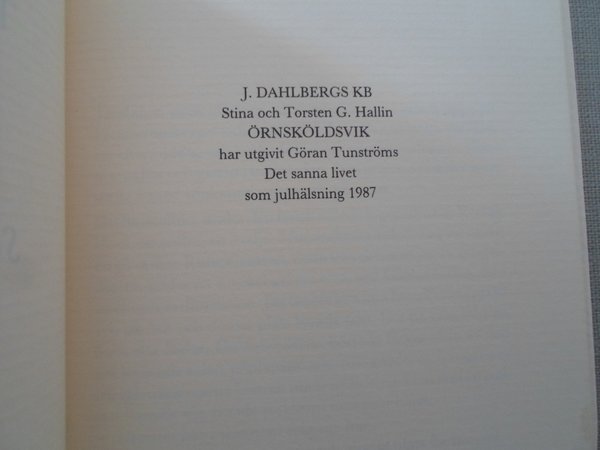 J. DAHLBERGS KB
Stina och Torsten G. Hallin
ÖRNSKÖLDSVIK
har utgivit Göran Tunströms
Det sanna livet
som julhälsning 1987